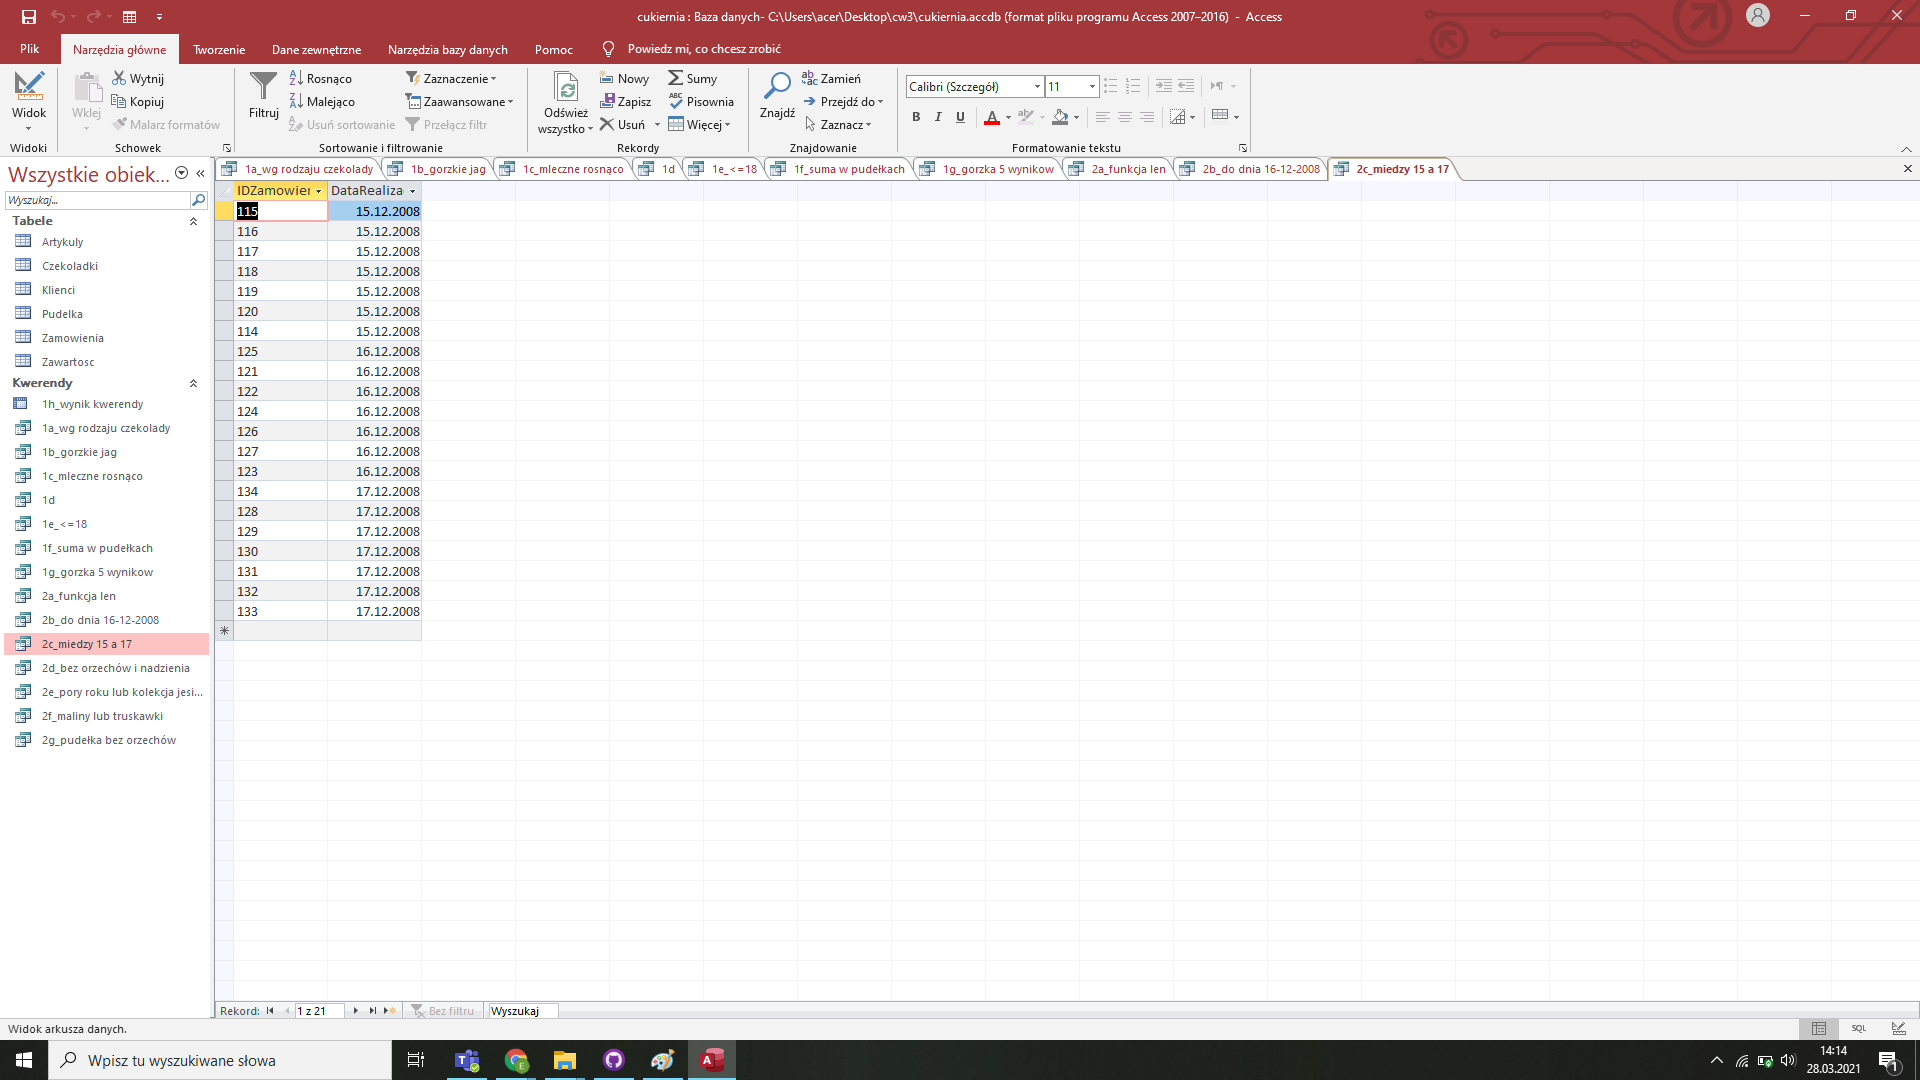 cukiernia : Baza danych- C:\Users\acer\Desktop\cw3\cukiernia.accdb (format pliku programu Access 2007–2016)  -  Access
Plik Narzędzia główne Tworzenie Dane zewnętrzne Narzędzia bazy danych Pomoc Powiedz mi, co chcesz zrobić
Widok
Widoki
Wklej
Wytnij
Kopiuj
Malarz formatów
Schowek
Filtruj
Rosnąco
Malejąco
Usuń sortowanie
Zaznaczenie
Zaawansowane
Przełącz filtr
Sortowanie i filtrowanie
Odśwież
wszystko
Nowy
Zapisz
Usuń
Sumy
Pisownia
Więcej
Rekordy
Znajdź
Zamień
Przejdź do
Zaznacz
Znajdowanie
Calibri (Szczegół) 11
B I U A
Formatowanie tekstu
Wszystkie obiek...
Wyszukaj...
Tabele
Artykuly
Czekoladki
Klienci
Pudelka
Zamowienia
Zawartosc
Kwerendy
1h_wynik kwerendy
1a_wg rodzaju czekolady
1b_gorzkie jag
1c_mleczne rosnąco
1d
1e_<=18
1f_suma w pudełkach
1g_gorzka 5 wynikow
2a_funkcja len
2b_do dnia 16-12-2008
2c_miedzy 15 a 17
2d_bez orzechów i nadzienia
2e_pory roku lub kolekcja jesi...
2f_maliny lub truskawki
2g_pudełka bez orzechów
1a_wg rodzaju czekolady 1b_gorzkie jag 1c_mleczne rosnąco 1d 1e_<=18 1f_suma w pudełkach 1g_gorzka 5 wynikow 2a_funkcja len 2b_do dnia 16-12-2008 2c_miedzy 15 a 17
IDZamowier DataRealiza
115 15.12.2008
116 15.12.2008
117 15.12.2008
118 15.12.2008
119 15.12.2008
120 15.12.2008
114 15.12.2008
125 16.12.2008
121 16.12.2008
122 16.12.2008
124 16.12.2008
126 16.12.2008
127 16.12.2008
123 16.12.2008
134 17.12.2008
128 17.12.2008
129 17.12.2008
130 17.12.2008
131 17.12.2008
132 17.12.2008
133 17.12.2008
Rekord: 1 z 21 Bez filtru Wyszukaj
Widok arkusza danych.
SQL
Wpisz tu wyszukiwane słowa
14:14
28.03.2021
1